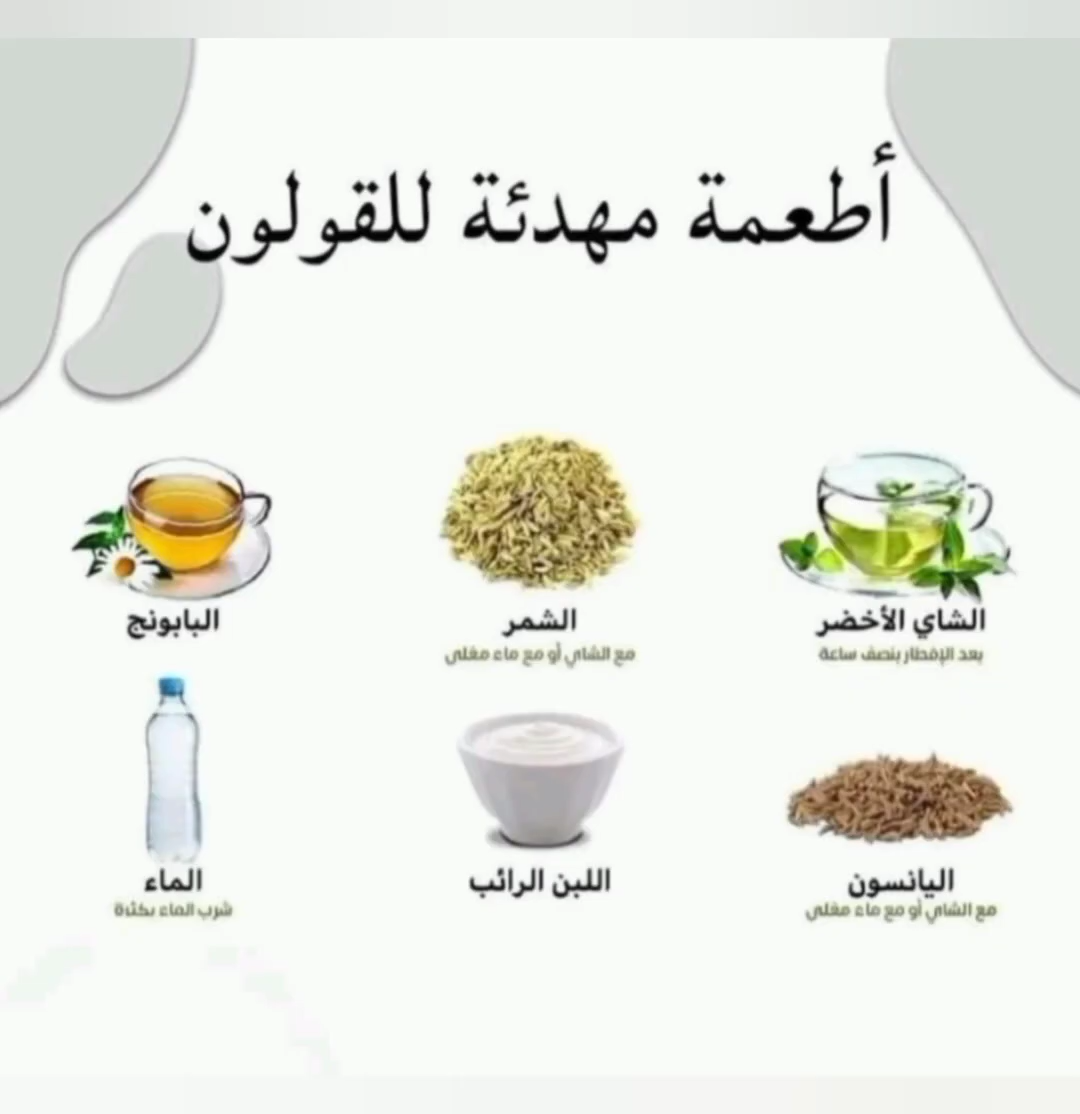 أطعمة مهدئة للقولون
الشاي الأخضر
بعد الإفطار بنصف ساعة
الشمر
مع الشاي أو مع ماء مغلي
البابونج
اليانسون
مع الشاي أو مع ماء مغلي
اللبن الرائب
الماء
شرب الماء بكثرة